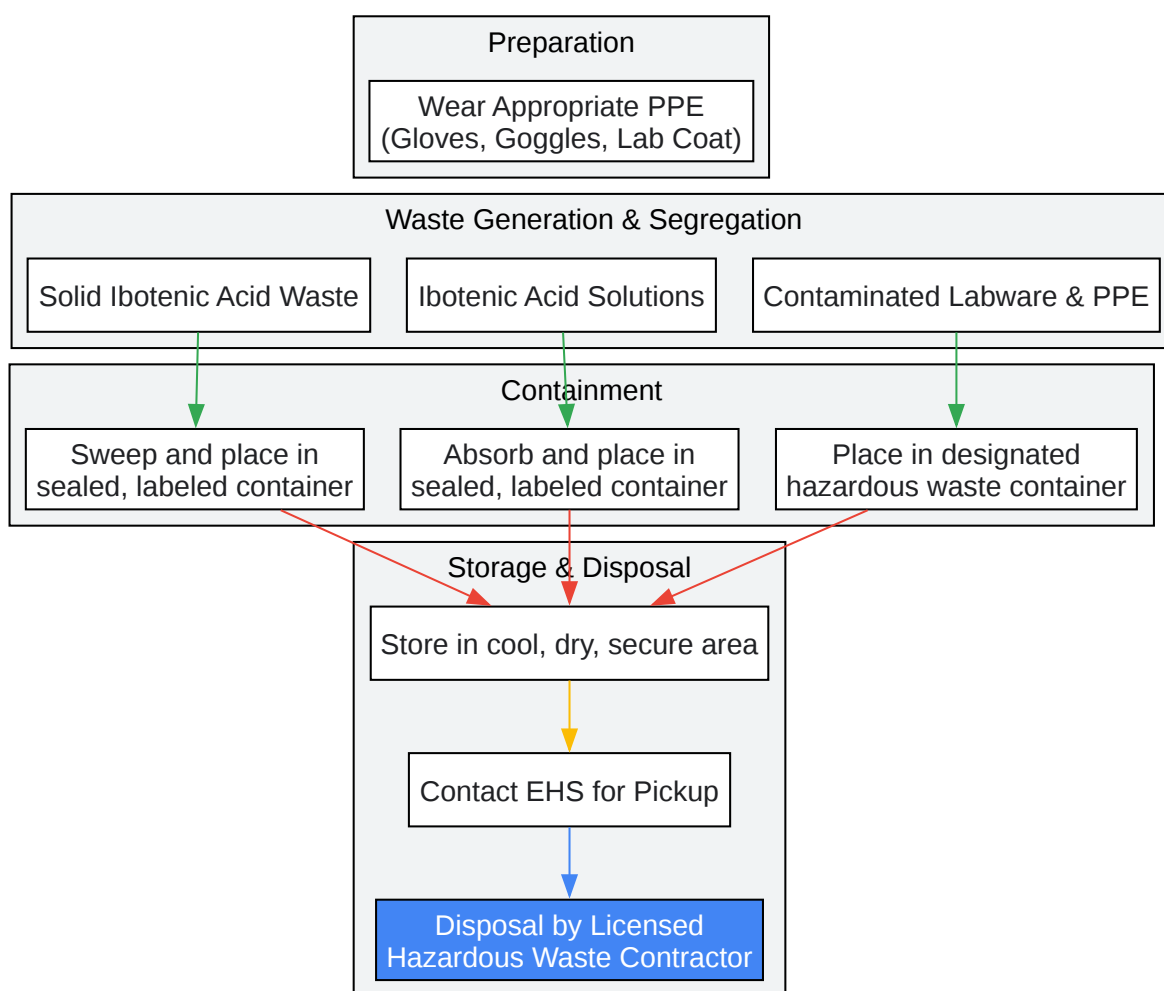 Preparation
Wear Appropriate PPE
(Gloves, Goggles, Lab Coat)
Waste Generation & Segregation
Solid Ibotenic Acid Waste
Ibotenic Acid Solutions
Contaminated Labware & PPE
Containment
Sweep and place in
sealed, labeled container
Absorb and place in
sealed, labeled container
Place in designated
hazardous waste container
Storage & Disposal
Store in cool, dry, secure area
Contact EHS for Pickup
Disposal by Licensed
Hazardous Waste Contractor